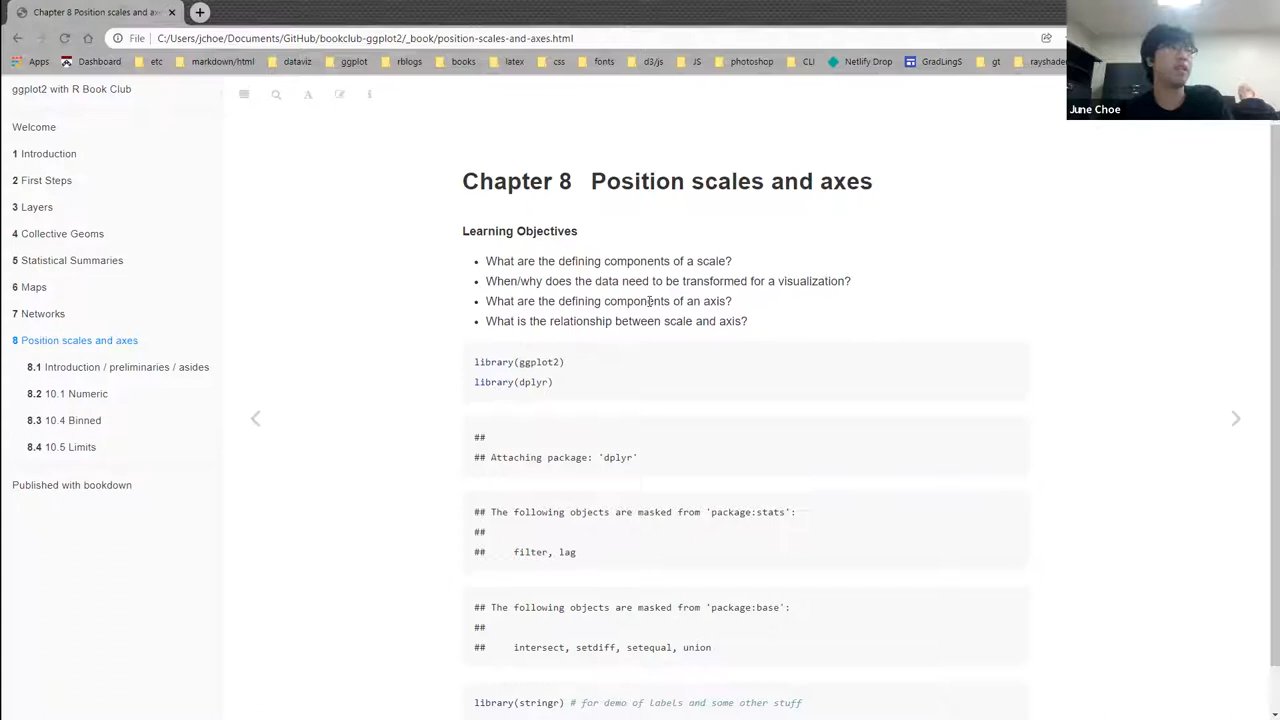 Chapter 8 Position scales and axe
File C:/Users/jchoe/Documents/GitHub/bookclub-ggplot2/_book/position-scales-and-axes.html
Apps Dashboard etc markdown/html dataviz ggplot rblogs books latex css fonts d3/js JS photoshop CLI Netlify Drop GradLingS gt rayshade
June Choe
ggplot2 with R Book Club
Welcome
1 Introduction
2 First Steps
3 Layers
4 Collective Geoms
5 Statistical Summaries
6 Maps
7 Networks
8 Position scales and axes
8.1 Introduction / preliminaries / asides
8.2 10.1 Numeric
8.3 10.4 Binned
8.4 10.5 Limits
Published with bookdown
A
Chapter 8 Position scales and axes
Learning Objectives
• What are the defining components of a scale?
• When/why does the data need to be transformed for a visualization?
• What are the defining components of an axis?
• What is the relationship between scale and axis?
library(ggplot2)
library(dplyr)
##
## Attaching package: 'dplyr'
## The following objects are masked from 'package:stats':
##
## filter, lag
## The following objects are masked from 'package:base':
##
## intersect, setdiff, setequal, union
library(stringr) # for demo of labels and some other stuff